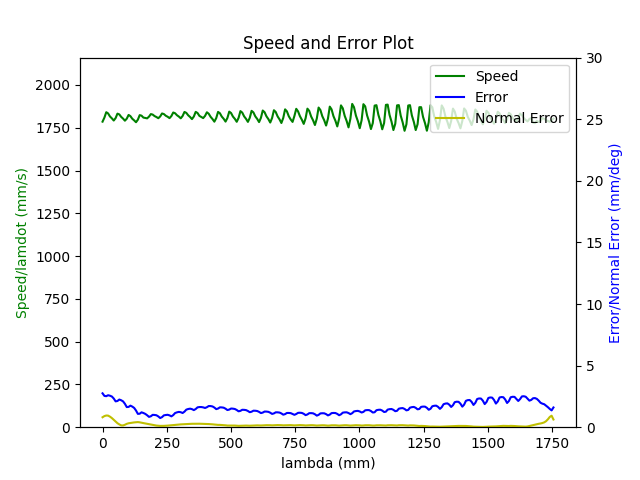 Speed and Error Plot
Speed
Error
Normal Error
2000
1750
1500
1250
1000
750
500
250
0
Speed/lamdot (mm/s)
30
25
20
15
10
5
0
Error/Normal Error (mm/deg)
0 250 500 750 1000 1250 1500 1750
lambda (mm)